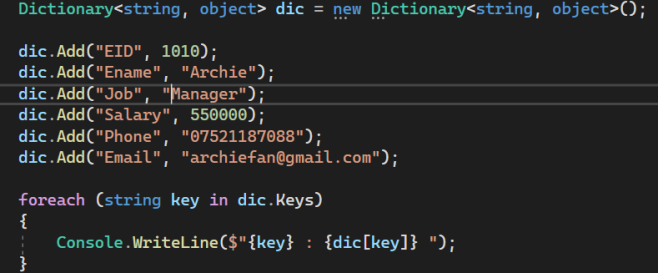 Dictionary<string, object> dic = new Dictionary<string, object>();
dic.Add("EID", 1010);
dic.Add("Ename", "Archie");
dic.Add("Job", "Manager");
dic.Add("Salary", 550000);
dic.Add("Phone", "07521187088");
dic.Add("Email", "archiefan@gmail.com");
foreach (string key in dic.Keys)
{
Console.WriteLine($"{key} : {dic[key]} ");
}